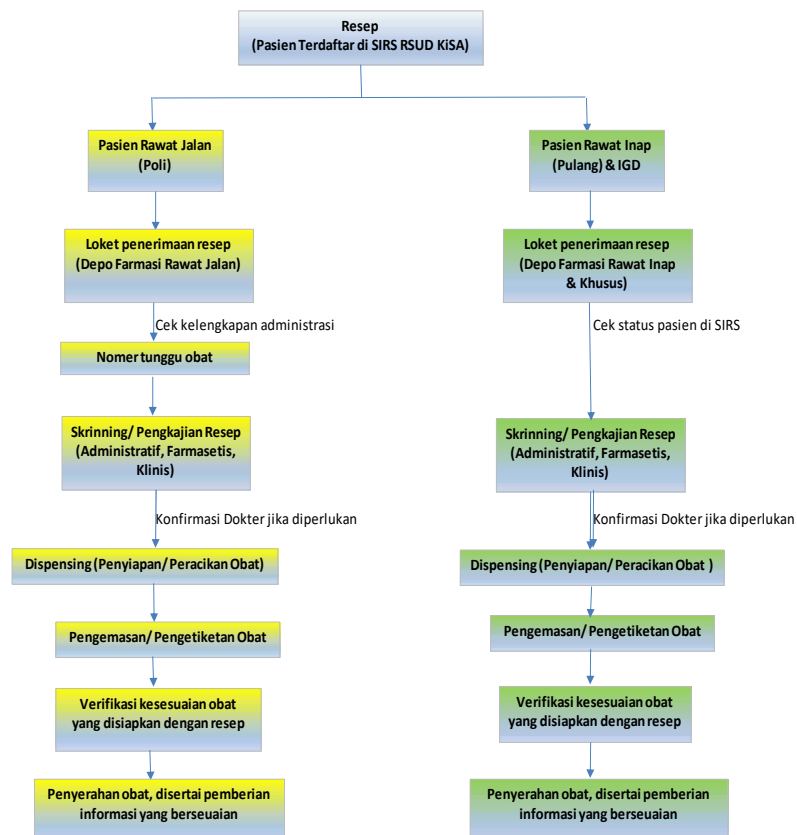 Resep
(Pasien Terdaftar di SIRS RSUD KiSA)
Pasien Rawat Jalan
(Poli)
Loket penerimaan resep
(Depo Farmasi Rawat Jalan)
Cek kelengkapan administrasi
Nomer tunggu obat
Skrinning/ Pengkajian Resep
(Administratif, Farmasetis,
Klinis)
Konfirmasi Dokter jika diperlukan
Dispensing (Penyiapan/ Peracikan Obat)
Pengemasan/ Pengetiketan Obat
Verifikasi kesesuaian obat
yang disiapkan dengan resep
Penyerahan obat, disertai pemberian
informasi yang berseuaian
Pasien Rawat Inap
(Pulang) & IGD
Loket penerimaan resep
(Depo Farmasi Rawat Inap
& Khusus)
Cek status pasien di SIRS
Skrinning/ Pengkajian Resep
(Administratif, Farmasetis,
Klinis)
Konfirmasi Dokter jika diperlukan
Dispensing (Penyiapan/ Peracikan Obat )
Pengemasan/ Pengetiketan Obat
Verifikasi kesesuaian obat
yang disiapkan dengan resep
Penyerahan obat, disertai pemberian
informasi yang berseuaian